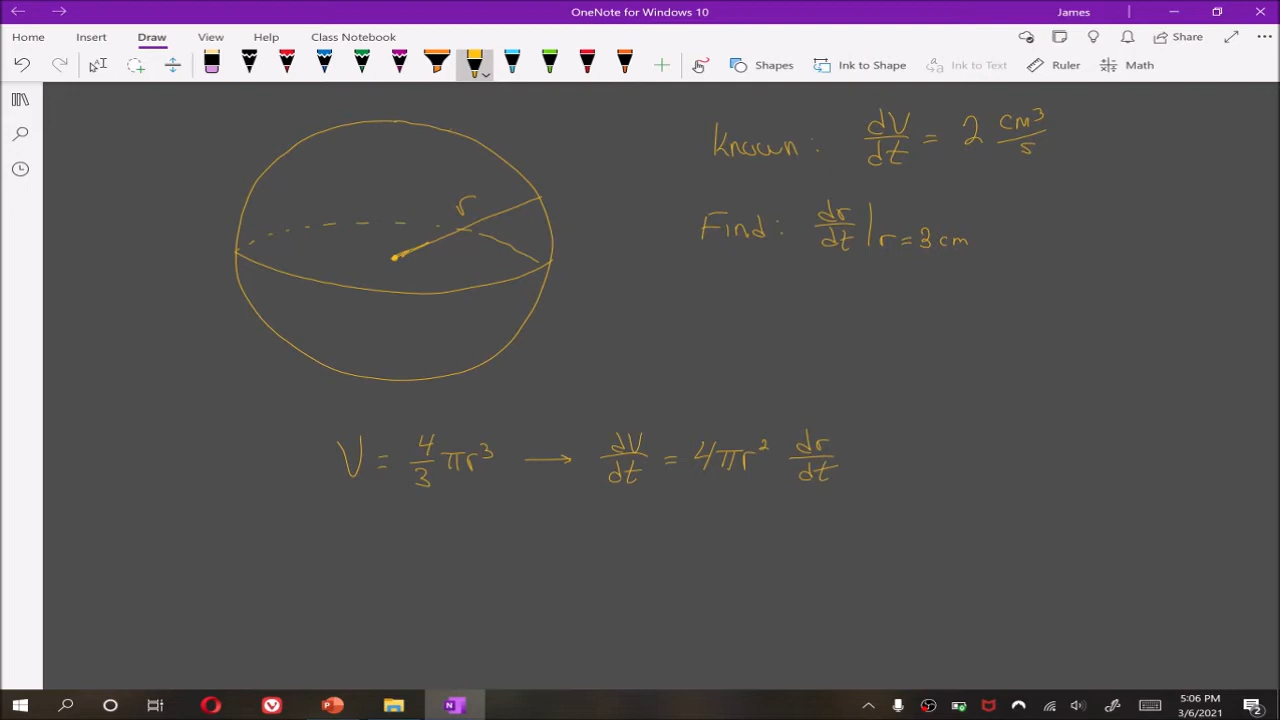 OneNote for Windows 10
James
Home Insert Draw View Help Class Notebook
Share
Shapes Ink to Shape Ink to Text Ruler Math
Known: dV/dt = 2 cm³/s
r
Find: dr/dt |r = 3 cm
V = 4/3 πr³ → dV/dt = 4πr² dr/dt
5:06 PM
3/6/2021
2